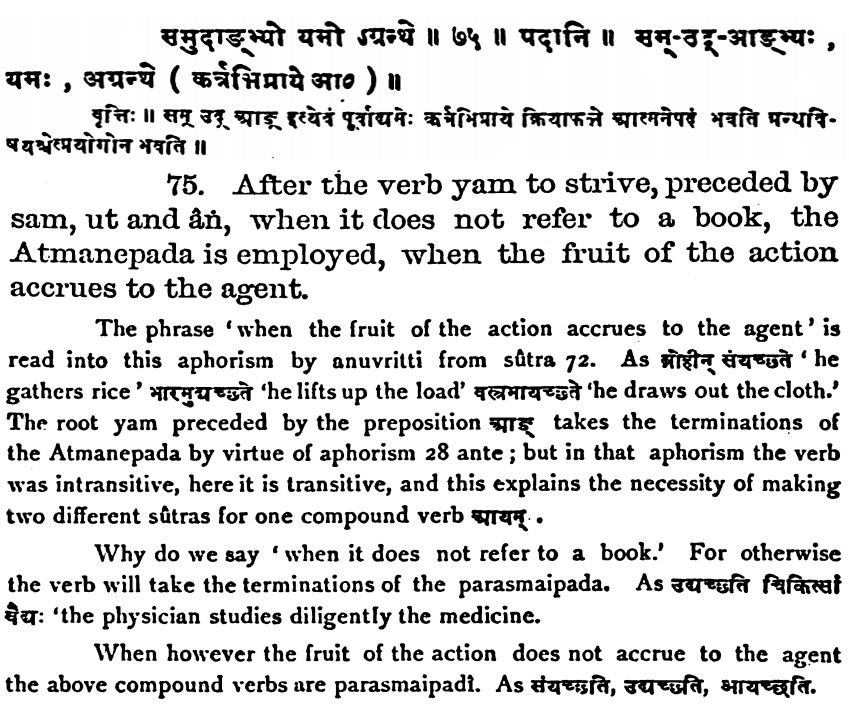 समुदाङ्भ्यो यमो ऽग्रन्थे ॥ ७५ ॥ पदानि ॥ सम्-उद्-आङ्भ्यः ,
यमः , अग्रन्थे ( कर्त्रभिप्राये आ० ) ॥
वृत्तिः ॥ सम् उद् आङ् इत्येवं पूर्वाद्यमेः कर्त्रभिप्राये क्रियाफले आत्मनेपदं भवति ग्रन्थवि-
षयश्चेत्प्रयोगोन भवति ॥
75. After the verb yam to strive, preceded by
sam, ut and âṅ, when it does not refer to a book, the
Atmanepada is employed, when the fruit of the action
accrues to the agent.
The phrase ‘when the fruit of the action accrues to the agent’ is
read into this aphorism by anuvritti from sûtra 72. As व्रीहीन् संयच्छते ‘he
gathers rice’ भारमुद्यच्छते ‘he lifts up the load’ वस्त्रमायच्छते ‘he draws out the cloth.’
The root yam preceded by the preposition आङ् takes the terminations of
the Atmanepada by virtue of aphorism 28 ante ; but in that aphorism the verb
was intransitive, here it is transitive, and this explains the necessity of making
two different sûtras for one compound verb आयम् .
Why do we say ‘when it does not refer to a book.’ For otherwise
the verb will take the terminations of the parasmaipada. As उद्यच्छति चिकित्सां
वैद्यः ‘the physician studies diligently the medicine.
When however the fruit of the action does not accrue to the agent
the above compound verbs are parasmaipadî. As संयच्छति, उद्यच्छति, आयच्छति.